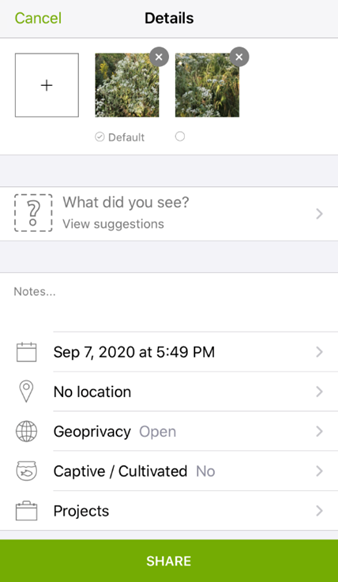 Cancel Details
Default
What did you see?
View suggestions
Notes...
Sep 7, 2020 at 5:49 PM
No location
Geoprivacy Open
Captive / Cultivated No
Projects
SHARE